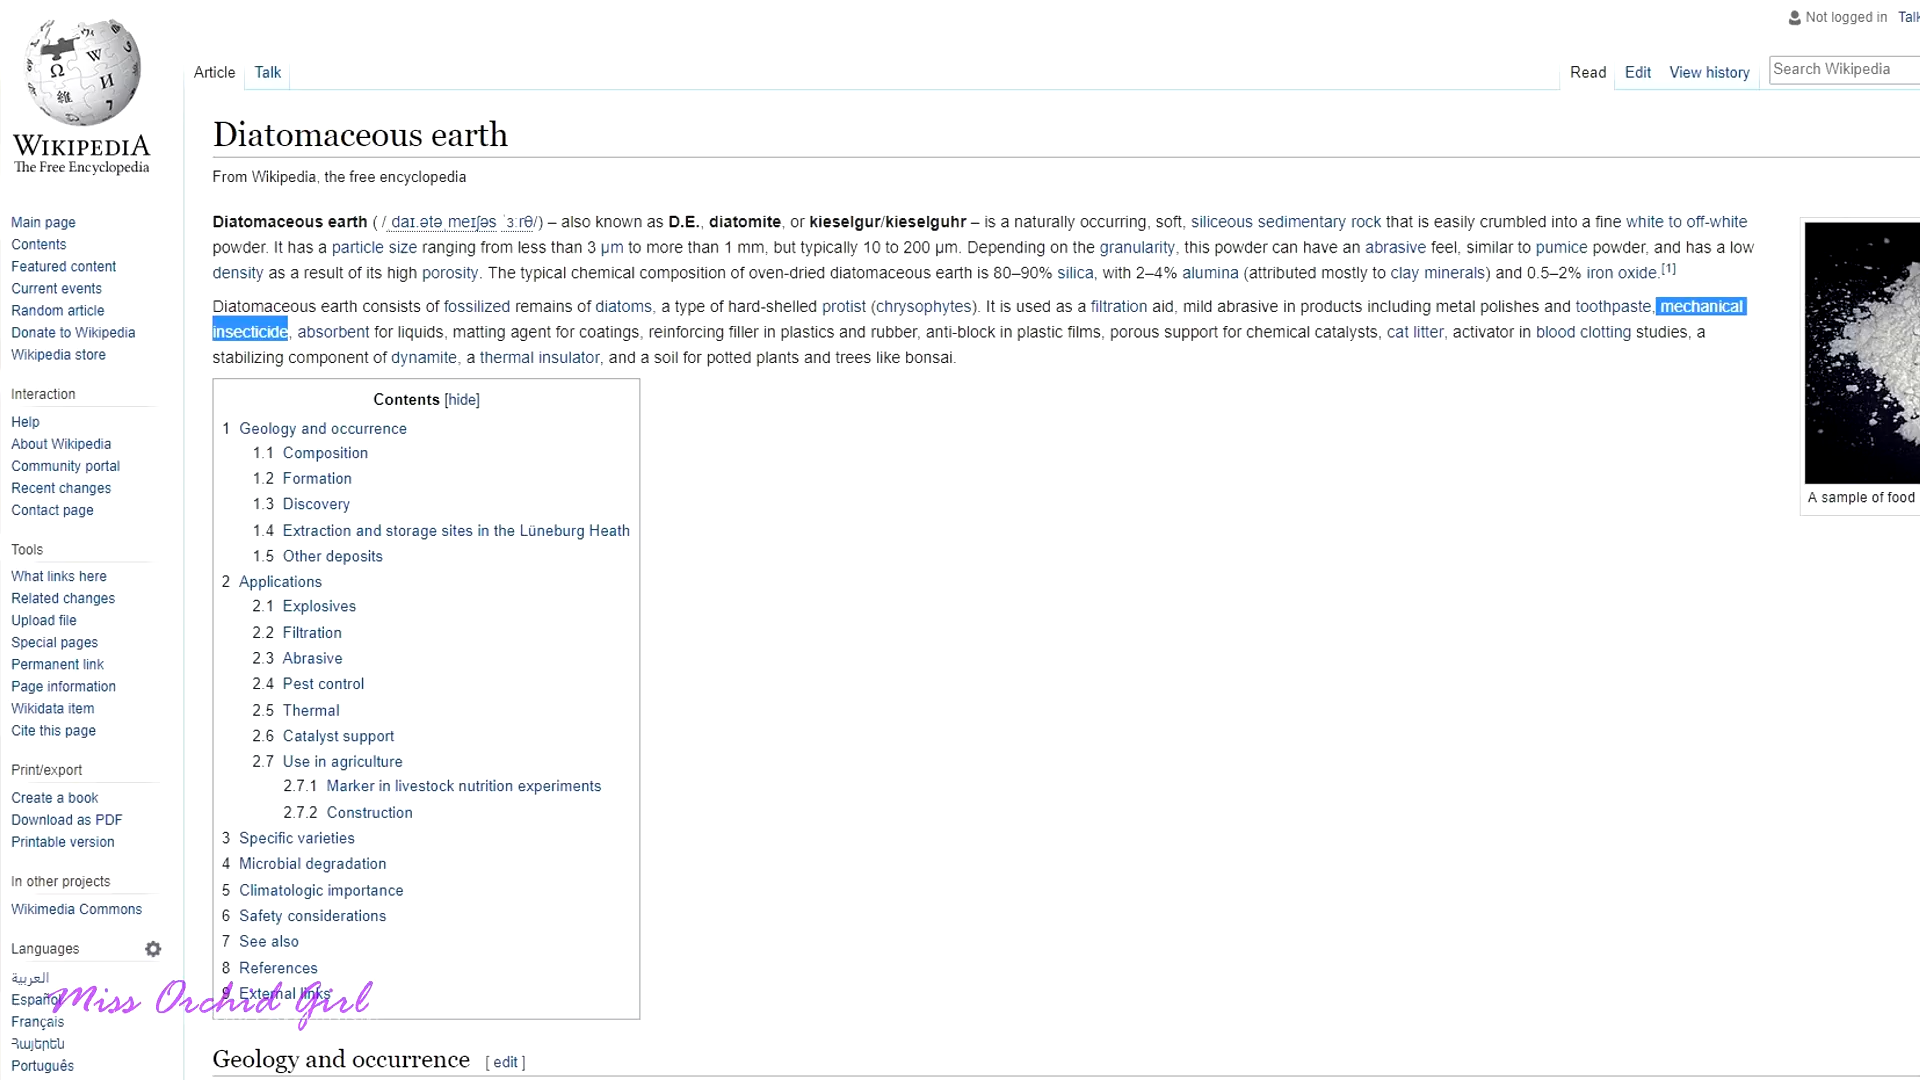 Not logged in Talk
Article Talk Read Edit View history Search Wikipedia
WIKIPEDIA
The Free Encyclopedia
Main page
Contents
Featured content
Current events
Random article
Donate to Wikipedia
Wikipedia store
Interaction
Help
About Wikipedia
Community portal
Recent changes
Contact page
Tools
What links here
Related changes
Upload file
Special pages
Permanent link
Page information
Wikidata item
Cite this page
Print/export
Create a book
Download as PDF
Printable version
In other projects
Wikimedia Commons
Languages
العربية
Español
Français
Հայերեն
Português
Diatomaceous earth
From Wikipedia, the free encyclopedia
Diatomaceous earth (/ˌdaɪ.ətəˌmeɪʃəs ˈɜːrθ/) – also known as D.E., diatomite, or kieselgur/kieselguhr – is a naturally occurring, soft, siliceous sedimentary rock that is easily crumbled into a fine white to off-white
powder. It has a particle size ranging from less than 3 μm to more than 1 mm, but typically 10 to 200 μm. Depending on the granularity, this powder can have an abrasive feel, similar to pumice powder, and has a low
density as a result of its high porosity. The typical chemical composition of oven-dried diatomaceous earth is 80–90% silica, with 2–4% alumina (attributed mostly to clay minerals) and 0.5–2% iron oxide.[1]
Diatomaceous earth consists of fossilized remains of diatoms, a type of hard-shelled protist (chrysophytes). It is used as a filtration aid, mild abrasive in products including metal polishes and toothpaste, mechanical
insecticide, absorbent for liquids, matting agent for coatings, reinforcing filler in plastics and rubber, anti-block in plastic films, porous support for chemical catalysts, cat litter, activator in blood clotting studies, a
stabilizing component of dynamite, a thermal insulator, and a soil for potted plants and trees like bonsai.
A sample of food
Contents [hide]
1 Geology and occurrence
1.1 Composition
1.2 Formation
1.3 Discovery
1.4 Extraction and storage sites in the Lüneburg Heath
1.5 Other deposits
2 Applications
2.1 Explosives
2.2 Filtration
2.3 Abrasive
2.4 Pest control
2.5 Thermal
2.6 Catalyst support
2.7 Use in agriculture
2.7.1 Marker in livestock nutrition experiments
2.7.2 Construction
3 Specific varieties
4 Microbial degradation
5 Climatologic importance
6 Safety considerations
7 See also
8 References
9 External links
Miss Orchid Girl
Geology and occurrence [ edit ]